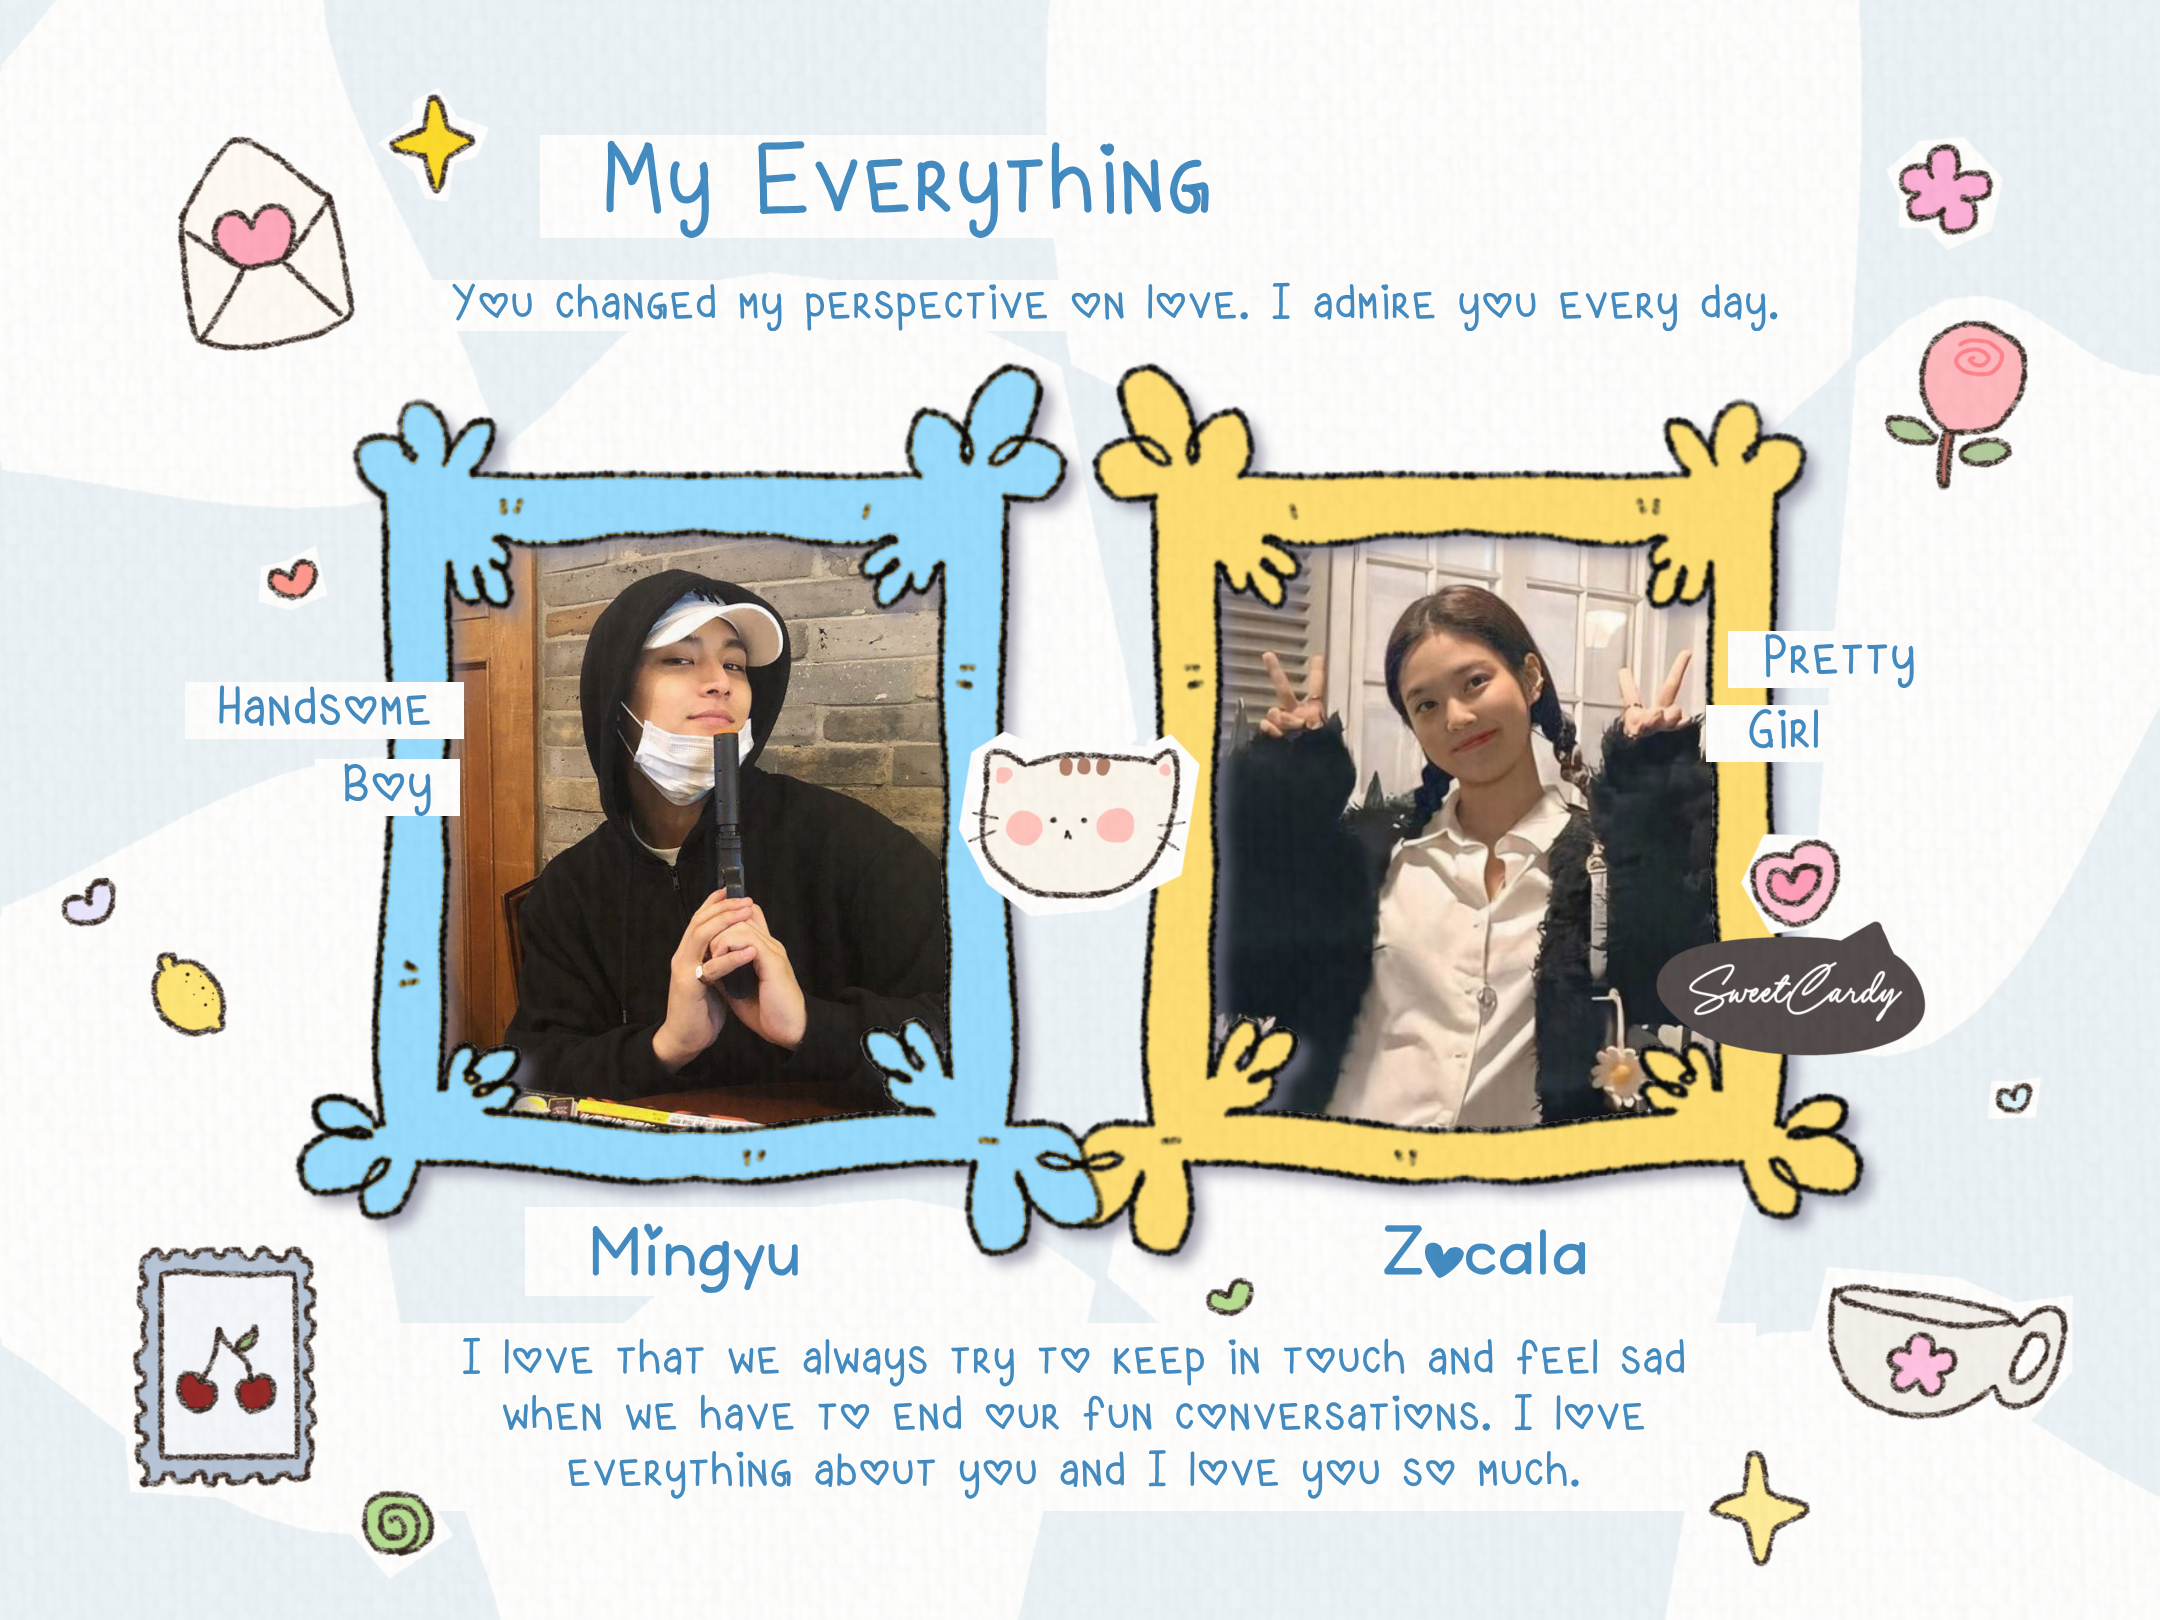 My Everything
You changed my perspective on love. I admire you every day.
Handsome
Boy
Pretty
Girl
SweetCardy
Mingyu
Zocala
I love that we always try to keep in touch and feel sad
when we have to end our fun conversations. I love
everything about you and I love you so much.